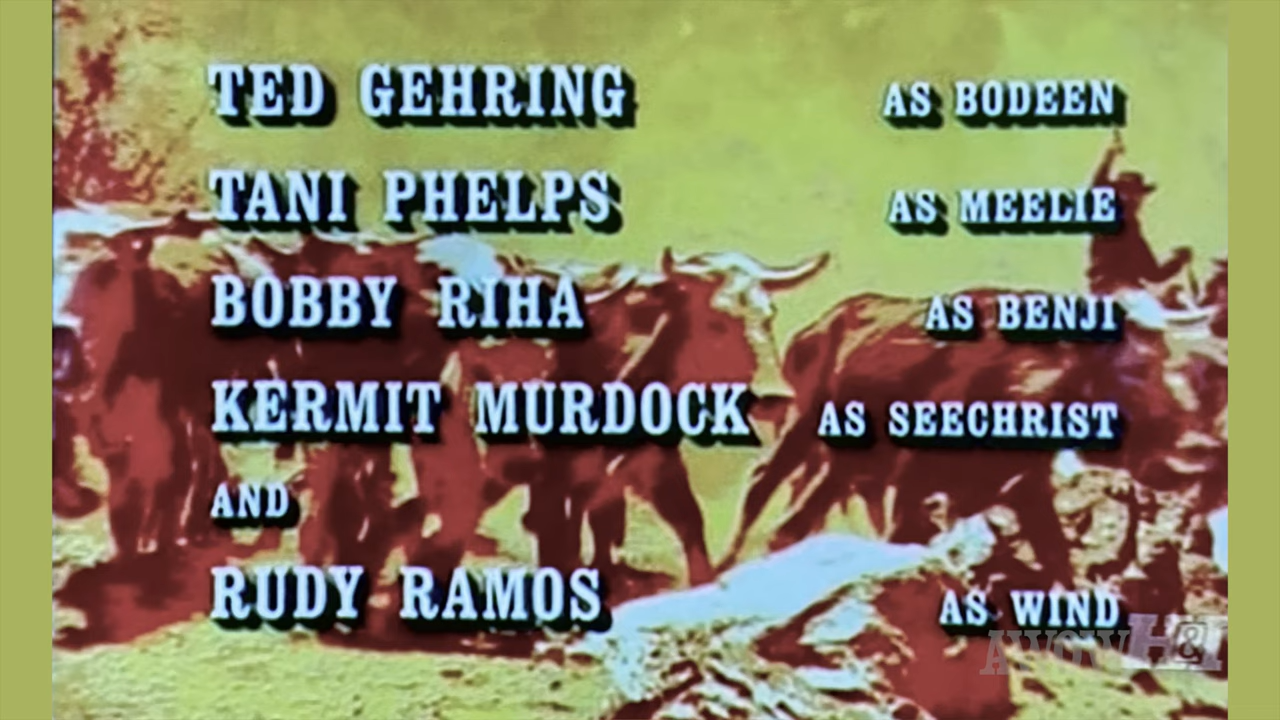 TED GEHRING AS BODEEN
TANI PHELPS AS MEELIE
BOBBY RIHA AS BENJI
KERMIT MURDOCK AS SEECHRIST
AND
RUDY RAMOS AS WIND